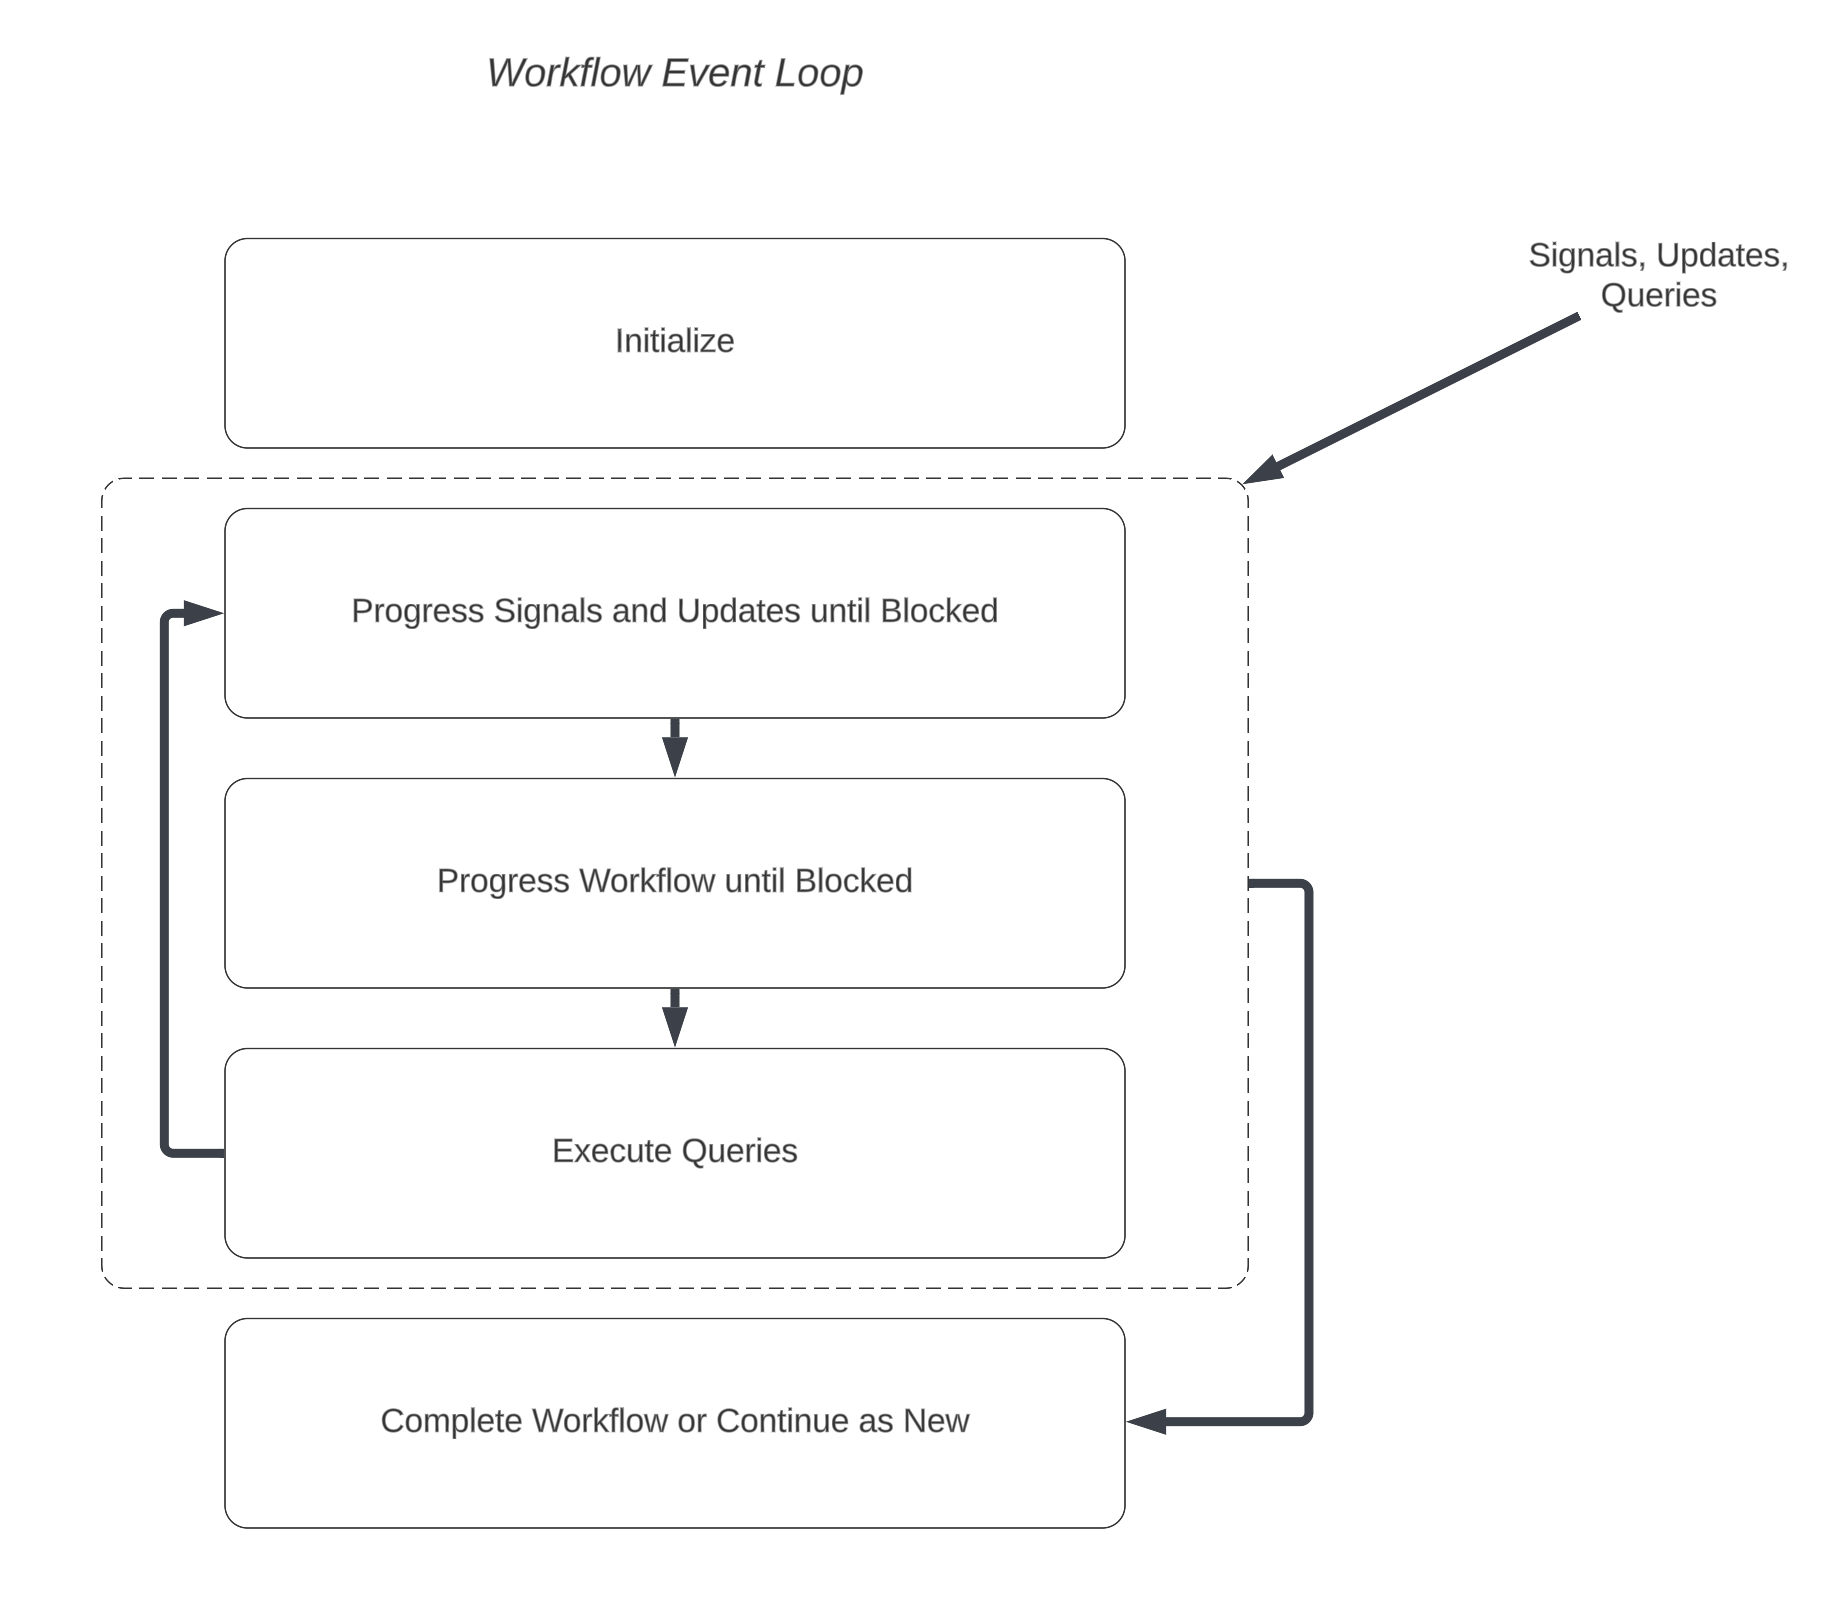 Workflow Event Loop
Signals, Updates,
Queries
Initialize
Progress Signals and Updates until Blocked
Progress Workflow until Blocked
Execute Queries
Complete Workflow or Continue as New